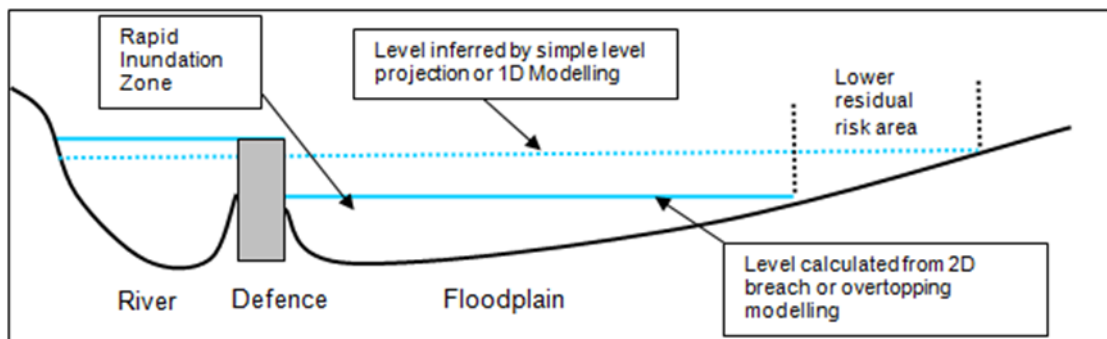 Rapid
Inundation
Zone
Level inferred by simple level
projection or 1D Modelling
Lower
residual
risk area
Level calculated from 2D
breach or overtopping
modelling
River
Defence
Floodplain